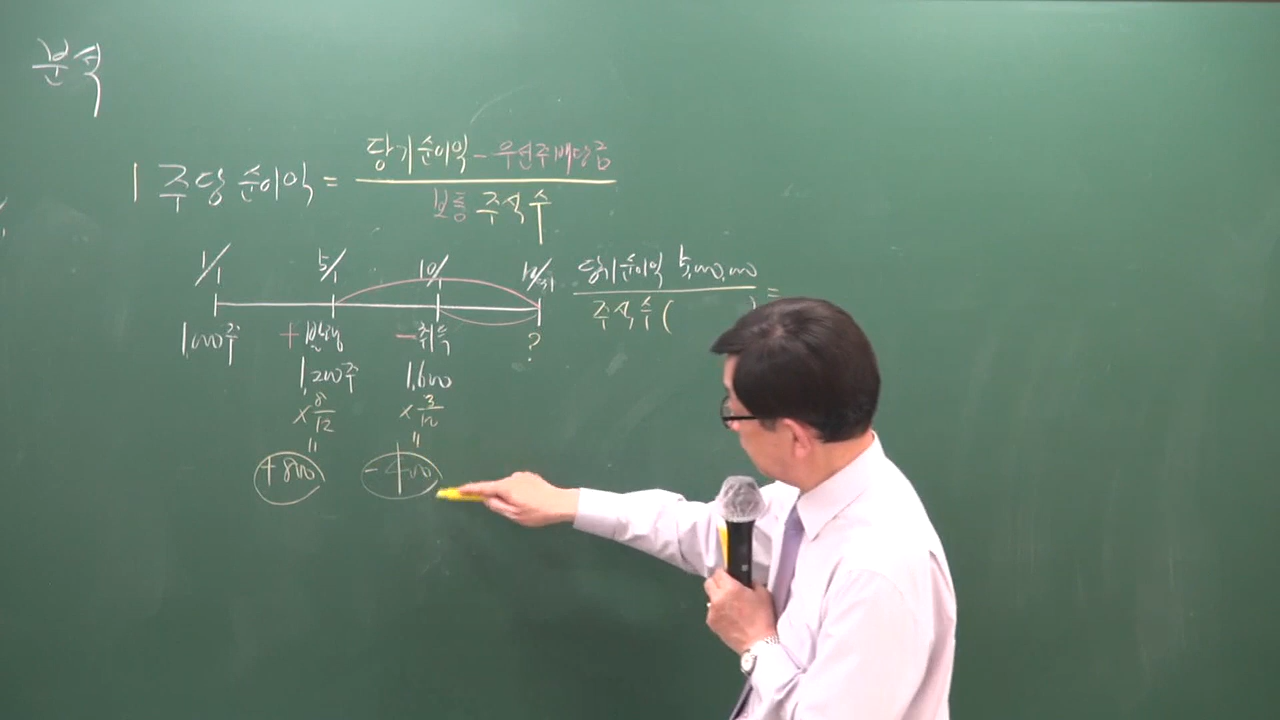 분석
당기순이익 - 우선주배당금
1주당 순이익 =
보통 주식수
1/1 5/1 10/1 12/31
당기순이익 5,000,000
=
주식수 ( )
1,000주 + 발행 - 취득 ?
1,200주 1,600
× 8/12 × 3/12
= =
+800 -400